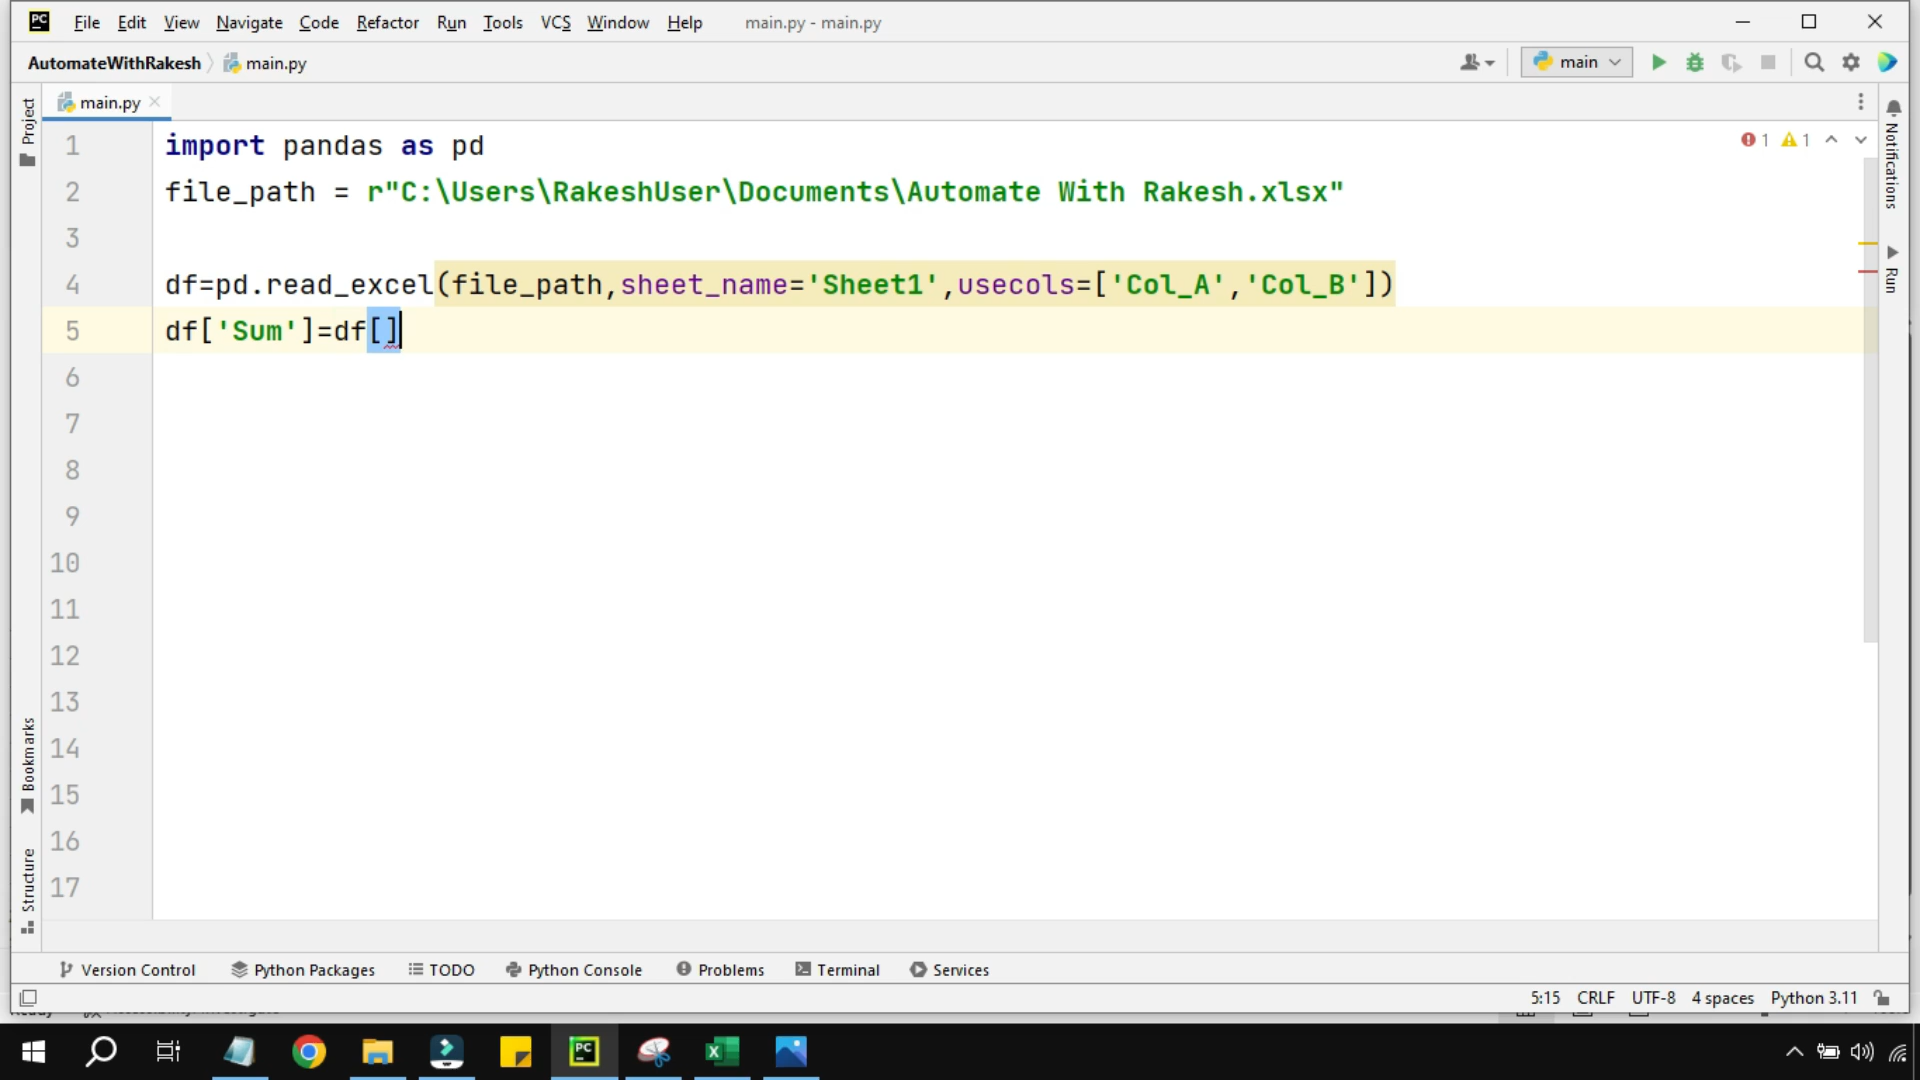 PC File Edit View Navigate Code Refactor Run Tools VCS Window Help main.py - main.py
AutomateWithRakesh main.py main
main.py
Project
Notifications
Run
1 1
1 import pandas as pd
2 file_path = r"C:\Users\RakeshUser\Documents\Automate With Rakesh.xlsx"
3
4 df=pd.read_excel(file_path,sheet_name='Sheet1',usecols=['Col_A','Col_B'])
5 df['Sum']=df[]
6
7
8
9
10
11
12
13
14
15
16
17
Bookmarks
Structure
Version Control Python Packages TODO Python Console Problems Terminal Services
5:15 CRLF UTF-8 4 spaces Python 3.11
PC